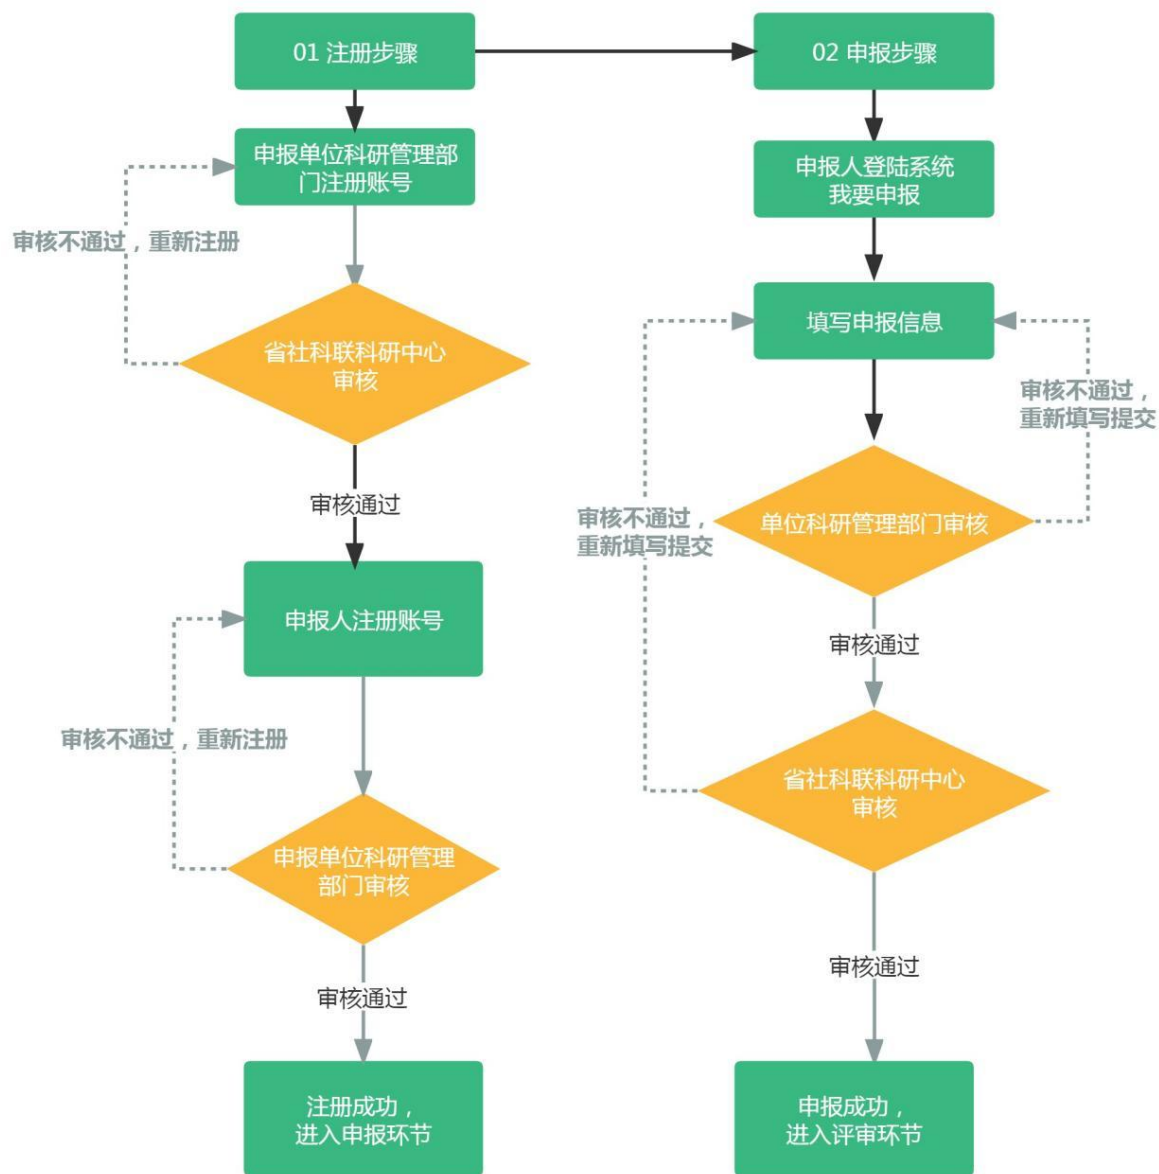 01 注册步骤
申报单位科研管理部
门注册账号
审核不通过，重新注册
省社科联科研中心
审核
审核通过
申报人注册账号
审核不通过，重新注册
申报单位科研管理
部门审核
审核通过
注册成功，
进入申报环节
02 申报步骤
申报人登陆系统
我要申报
填写申报信息
审核不通过，
重新填写提交
单位科研管理部门审核
审核不通过，
重新填写提交
审核通过
省社科联科研中心
审核
审核通过
申报成功，
进入评审环节